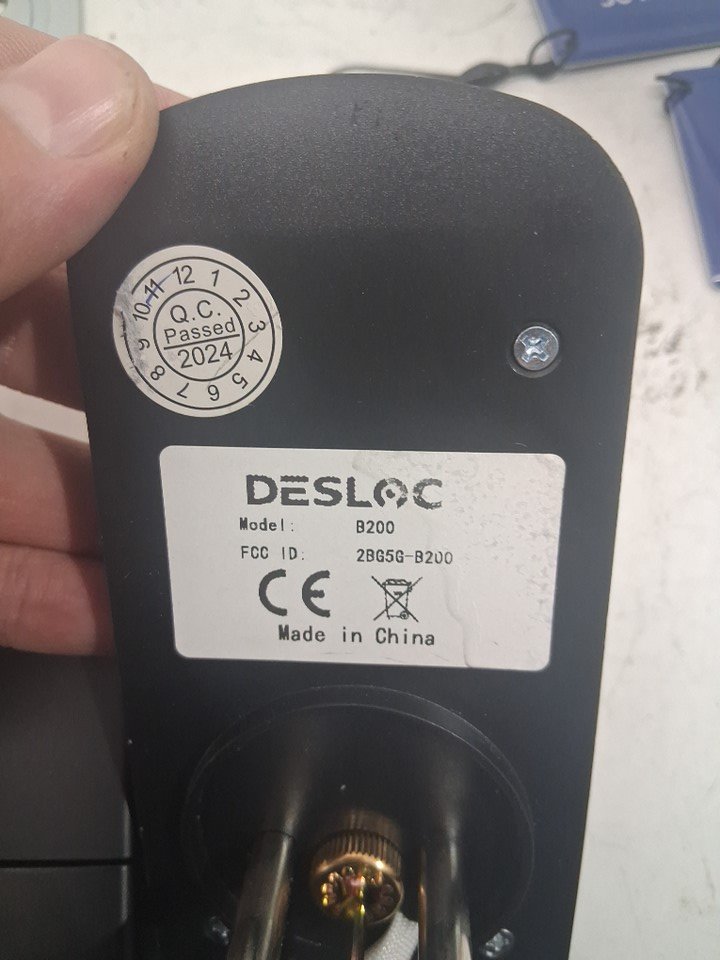 12 1 2 3 4 5 6 7 8 9 10 11
Q.C.
Passed
2024
DESLOC
Model: B200
FCC ID: 2BG5G-B200
CE
Made in China